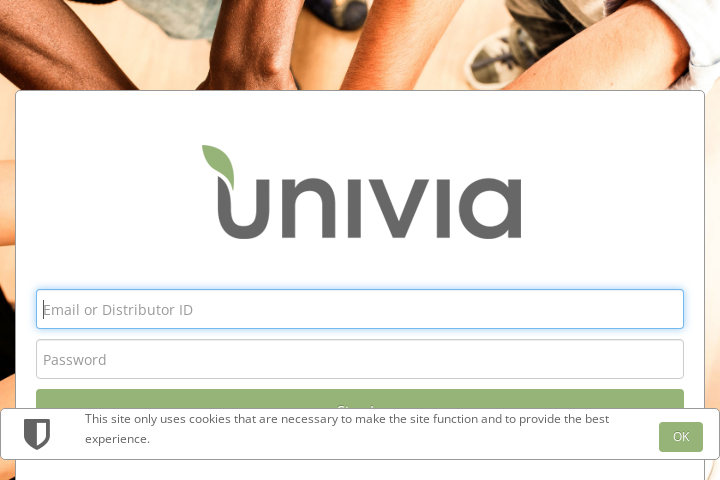 univia
Email or Distributor ID
Password
This site only uses cookies that are necessary to make the site function and to provide the best
experience.
OK